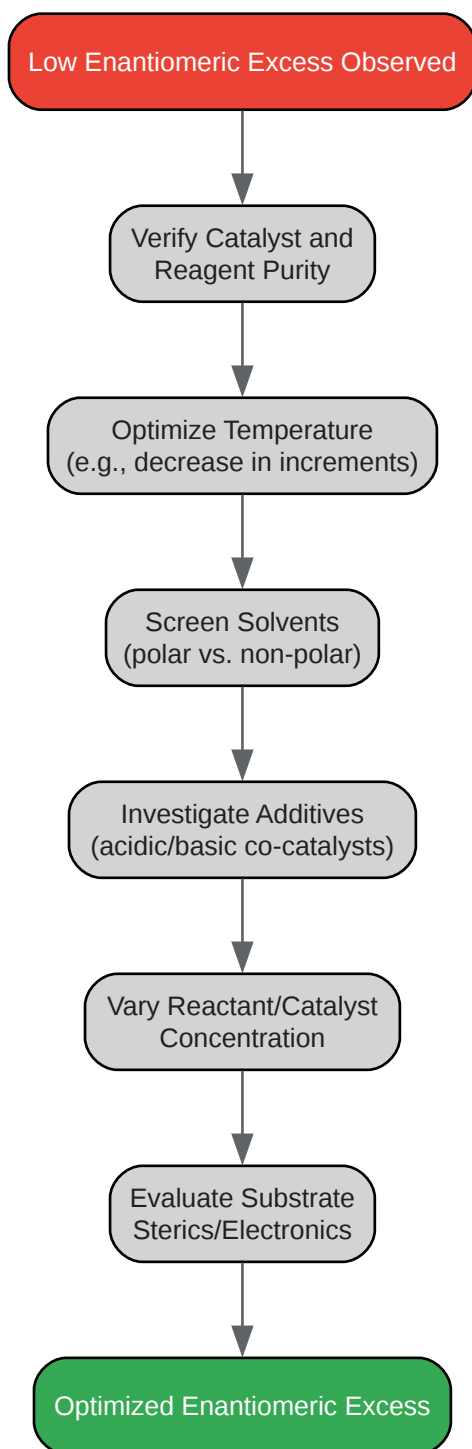 Low Enantiomeric Excess Observed
Verify Catalyst and
Reagent Purity
Optimize Temperature
(e.g., decrease in increments)
Screen Solvents
(polar vs. non-polar)
Investigate Additives
(acidic/basic co-catalysts)
Vary Reactant/Catalyst
Concentration
Evaluate Substrate
Sterics/Electronics
Optimized Enantiomeric Excess